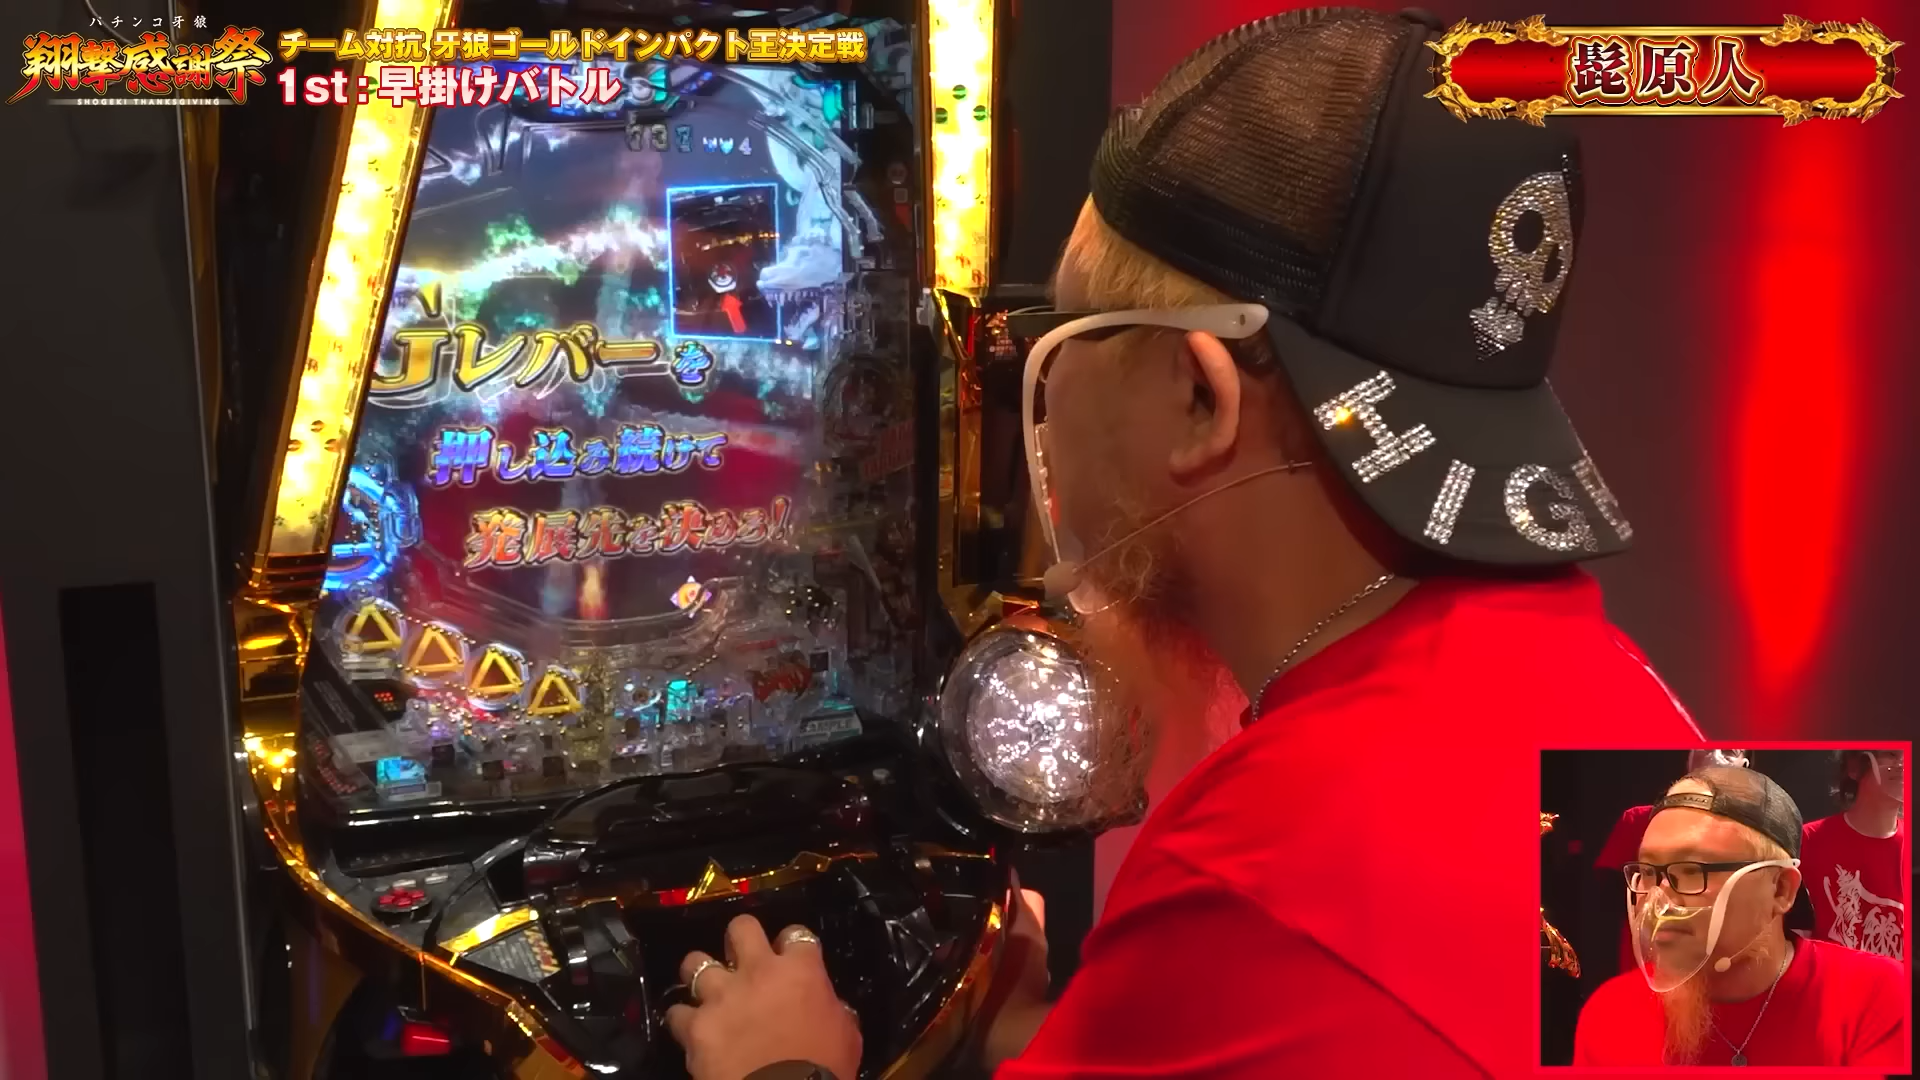 パチンコ牙狼
翔撃感謝祭
SHOGEKI THANKSGIVING
チーム対抗 牙狼ゴールドインパクト王決定戦
1st:早掛けバトル
髭原人
4
Jレバーを
押し込み続けて
発展先を決めろ!
HIGH